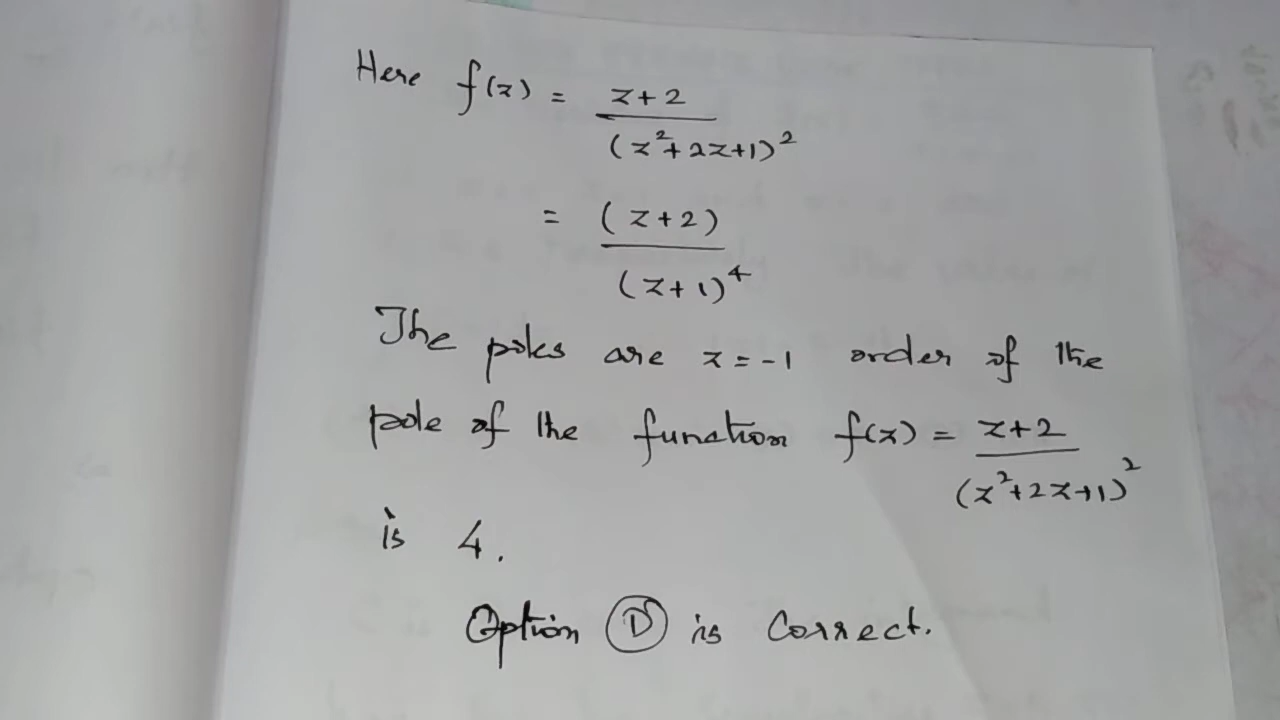 Here f(z) = z+2 / (z²+2z+1)²
= (z+2) / (z+1)⁴
The poles are z = -1 order of the
pole of the function f(z) = z+2 / (z²+2z+1)²
is 4.
Option Ⓓ is correct.